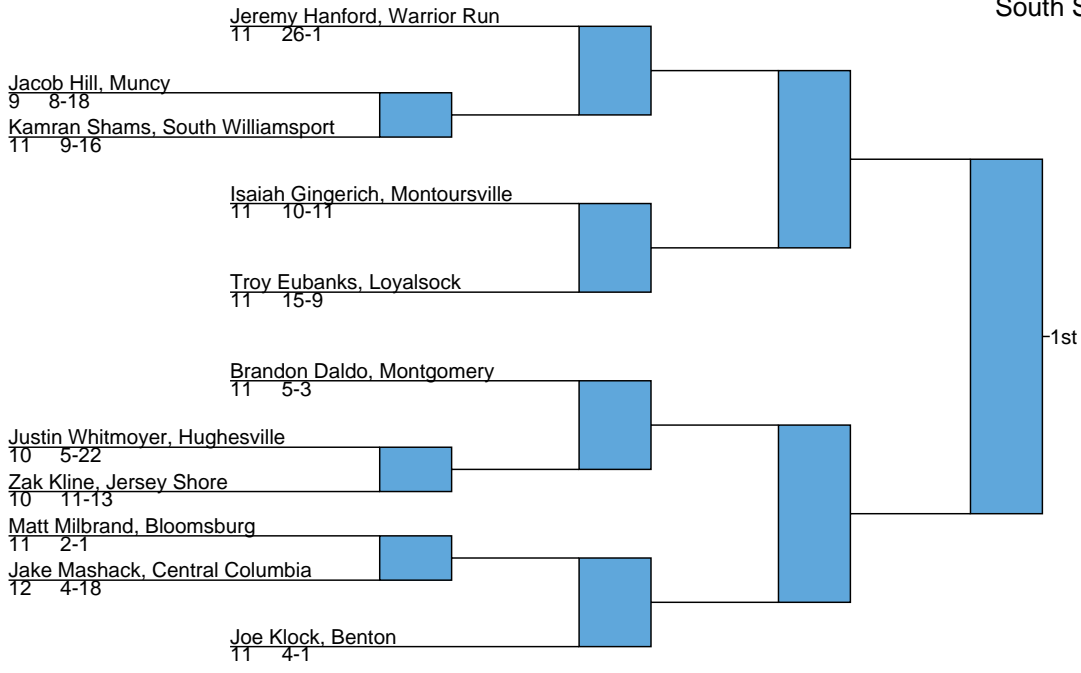 South S
Jeremy Hanford, Warrior Run
11 26-1
Jacob Hill, Muncy
9 8-18
Kamran Shams, South Williamsport
11 9-16
Isaiah Gingerich, Montoursville
11 10-11
Troy Eubanks, Loyalsock
11 15-9
1st
Brandon Daldo, Montgomery
11 5-3
Justin Whitmoyer, Hughesville
10 5-22
Zak Kline, Jersey Shore
10 11-13
Matt Milbrand, Bloomsburg
11 2-1
Jake Mashack, Central Columbia
12 4-18
Joe Klock, Benton
11 4-1